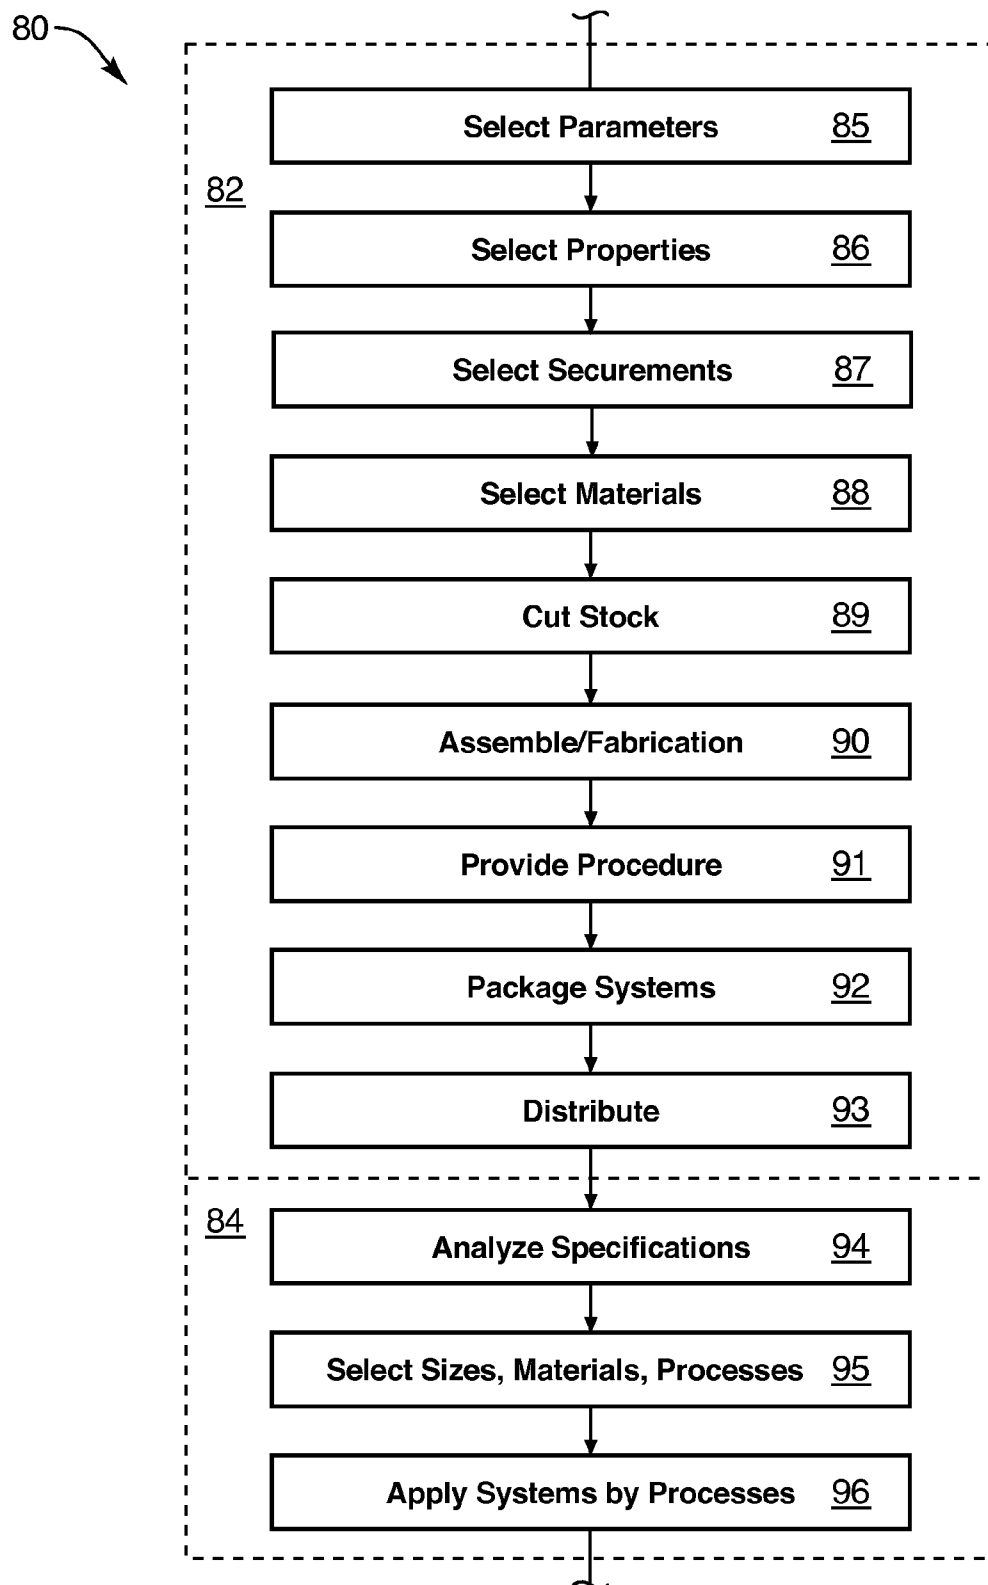 80
Select Parameters 85
82
Select Properties 86
Select Securements 87
Select Materials 88
Cut Stock 89
Assemble/Fabrication 90
Provide Procedure 91
Package Systems 92
Distribute 93
84
Analyze Specifications 94
Select Sizes, Materials, Processes 95
Apply Systems by Processes 96